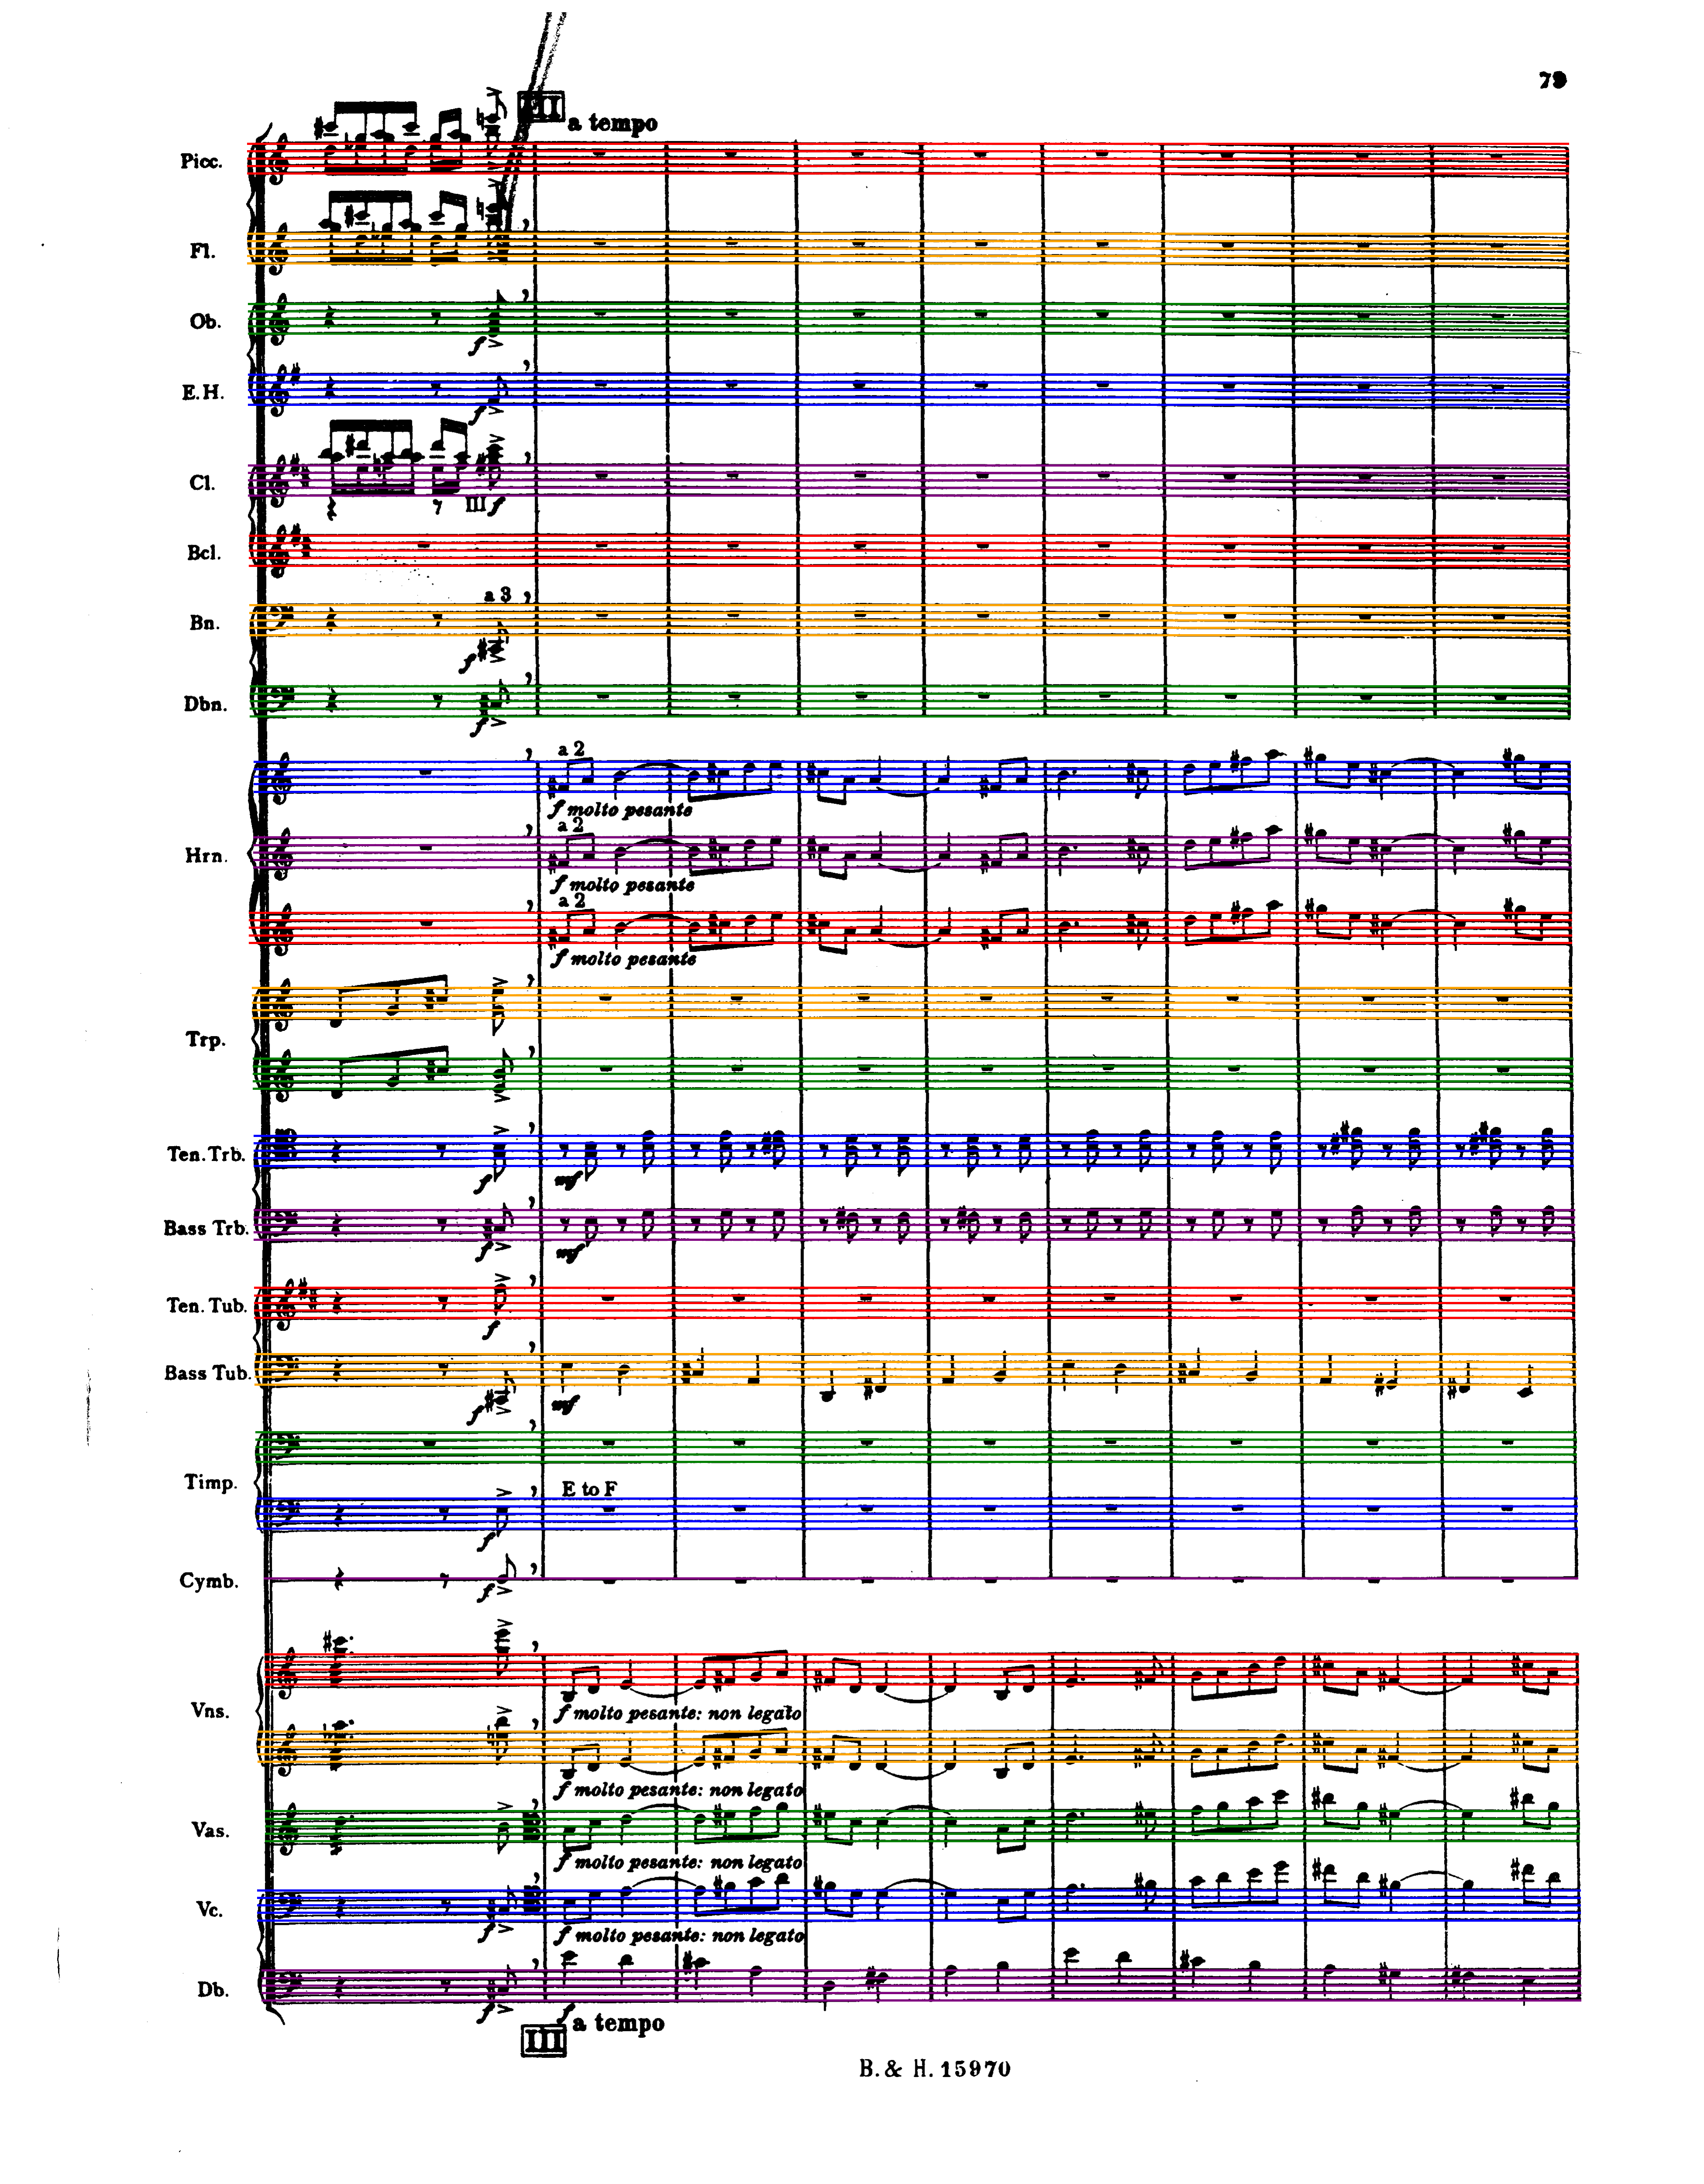 79
III a tempo
Picc.
Fl.
Ob.
f
E.H.
f
Cl.
III f
Bcl.
a 3
Bn.
f
Dbn.
f
a 2
f molto pesante
a 2
Hrn.
f molto pesante
a 2
f molto pesante
Trp.
Ten. Trb.
f mf
Bass Trb.
f mf
Ten. Tub.
f
Bass Tub.
f mf
E to F
Timp.
f
Cymb.
f
Vns.
f molto pesante: non legato
f molto pesante: non legato
Vas.
f molto pesante: non legato
Vc.
f f molto pesante: non legato
Db.
f f
III a tempo
B. & H. 15970